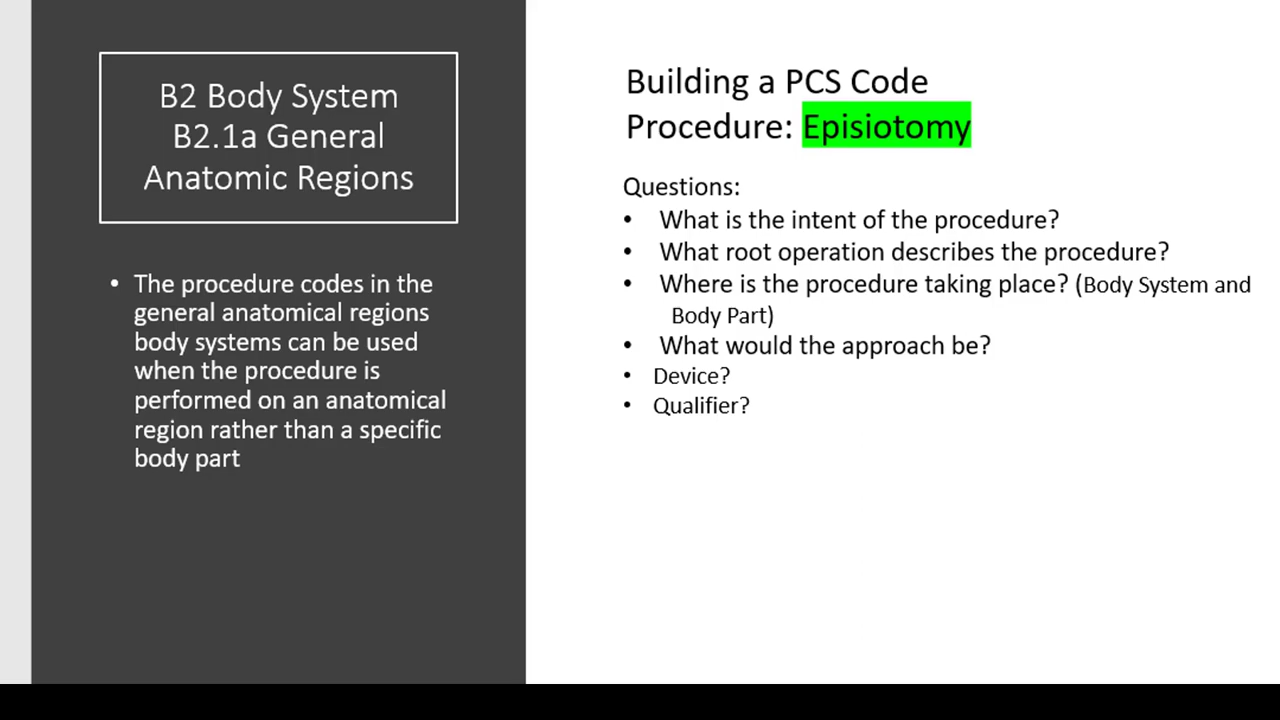 B2 Body System
B2.1a General
Anatomic Regions
• The procedure codes in the
general anatomical regions
body systems can be used
when the procedure is
performed on an anatomical
region rather than a specific
body part
Building a PCS Code
Procedure: Episiotomy
Questions:
• What is the intent of the procedure?
• What root operation describes the procedure?
• Where is the procedure taking place? (Body System and
Body Part)
• What would the approach be?
• Device?
• Qualifier?